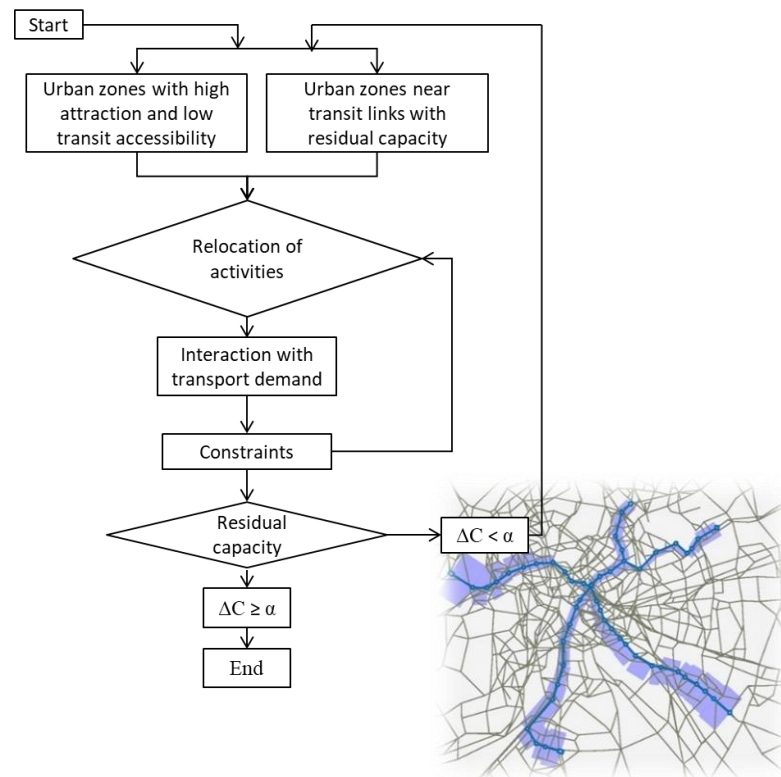 Start
Urban zones with high
attraction and low
transit accessibility
Urban zones near
transit links with
residual capacity
Relocation of
activities
Interaction with
transport demand
Constraints
Residual
capacity
ΔC < α
ΔC ≥ α
End